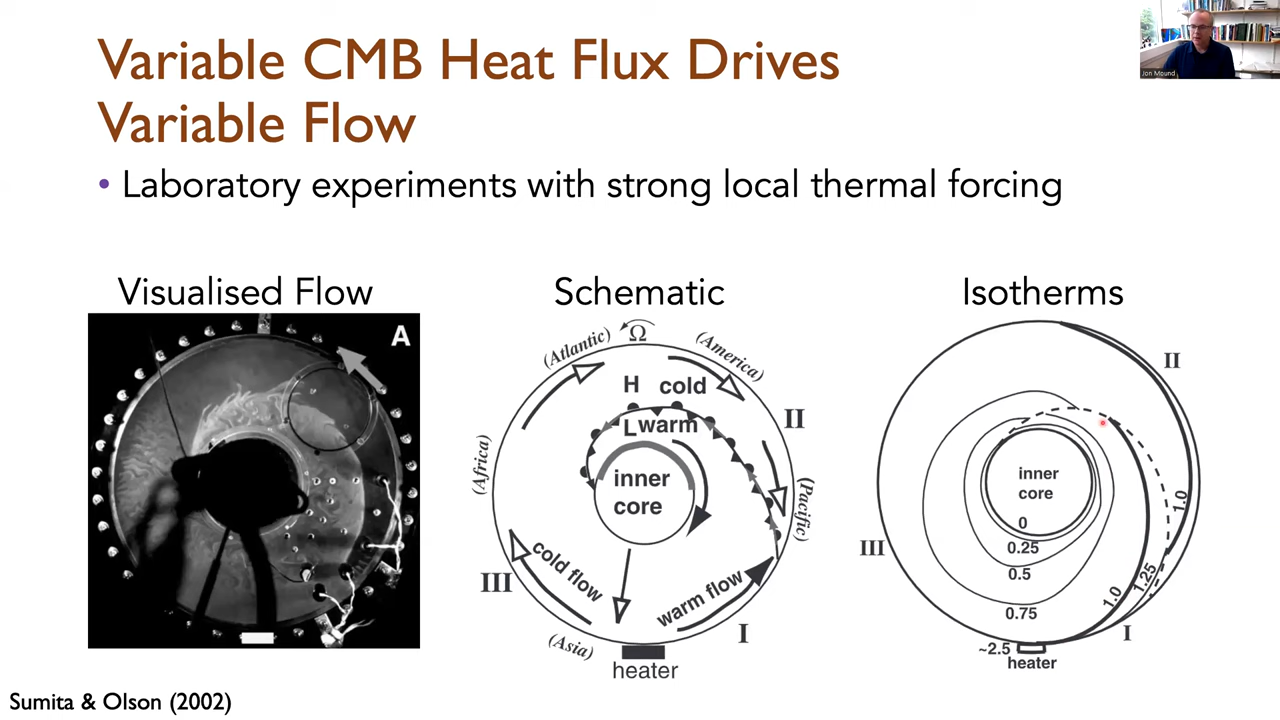 Variable CMB Heat Flux Drives
Variable Flow
Jon Mound
• Laboratory experiments with strong local thermal forcing
Visualised Flow
Schematic
Isotherms
A
(Atlantic)
Ω
(America)
H cold
L warm
II
inner
core
(Africa)
(Pacific)
cold flow
III
warm flow
I
(Asia)
heater
II
inner
core
0
0.25
0.5
0.75
1.0
1.25
1.0
III
I
~2.5
heater
Sumita & Olson (2002)